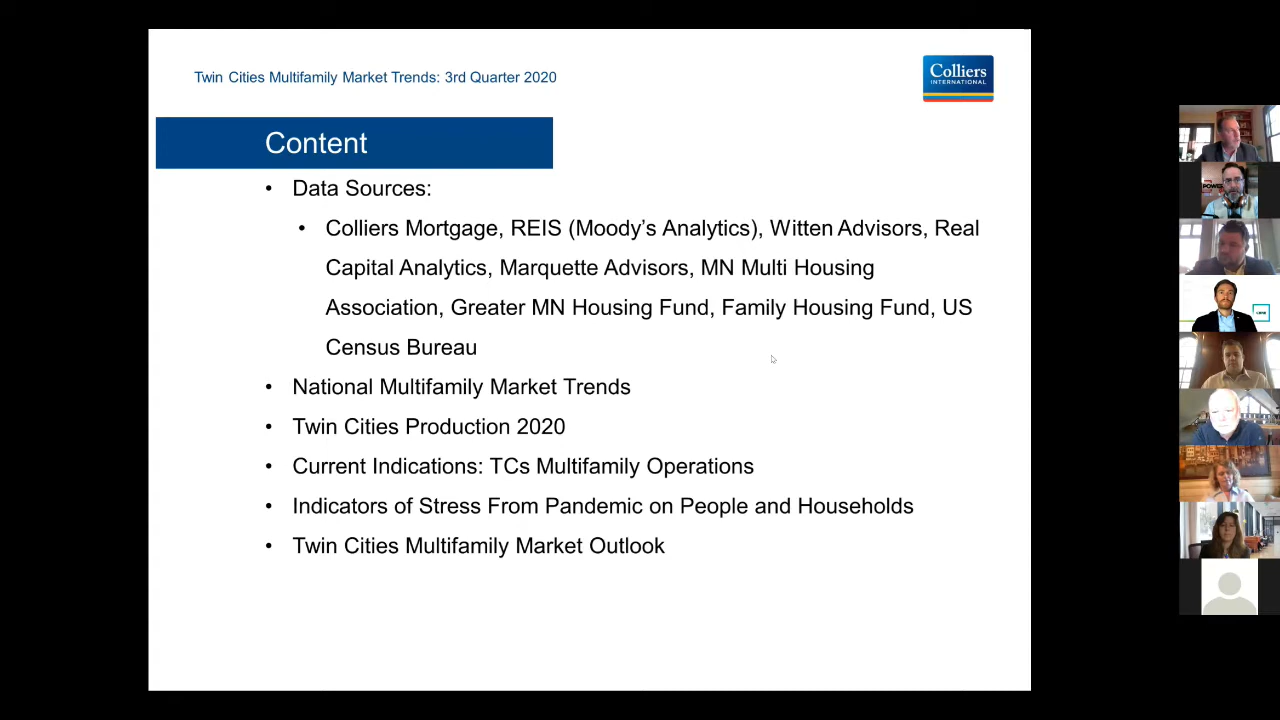 Twin Cities Multifamily Market Trends: 3rd Quarter 2020
Colliers
INTERNATIONAL
Content
• Data Sources:
• Colliers Mortgage, REIS (Moody’s Analytics), Witten Advisors, Real
Capital Analytics, Marquette Advisors, MN Multi Housing
Association, Greater MN Housing Fund, Family Housing Fund, US
Census Bureau
• National Multifamily Market Trends
• Twin Cities Production 2020
• Current Indications: TCs Multifamily Operations
• Indicators of Stress From Pandemic on People and Households
• Twin Cities Multifamily Market Outlook